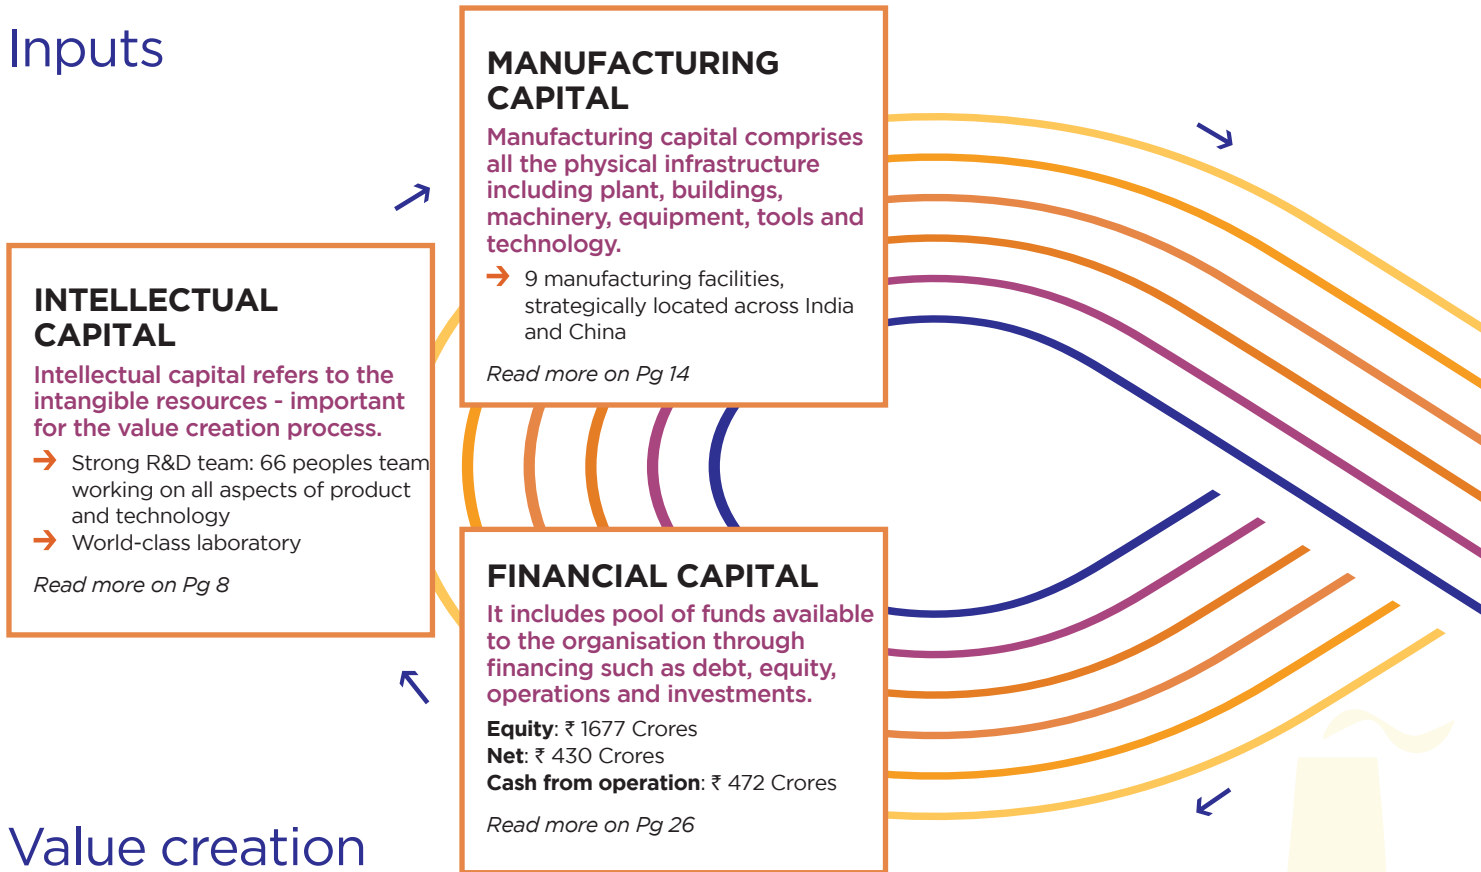 Inputs
MANUFACTURING
CAPITAL
Manufacturing capital comprises
all the physical infrastructure
including plant, buildings,
machinery, equipment, tools and
technology.
→ 9 manufacturing facilities,
strategically located across India
and China
Read more on Pg 14
INTELLECTUAL
CAPITAL
Intellectual capital refers to the
intangible resources - important
for the value creation process.
→ Strong R&D team: 66 peoples team
working on all aspects of product
and technology
→ World-class laboratory
Read more on Pg 8
FINANCIAL CAPITAL
It includes pool of funds available
to the organisation through
financing such as debt, equity,
operations and investments.
Equity: ₹ 1677 Crores
Net: ₹ 430 Crores
Cash from operation: ₹ 472 Crores
Read more on Pg 26
Value creation